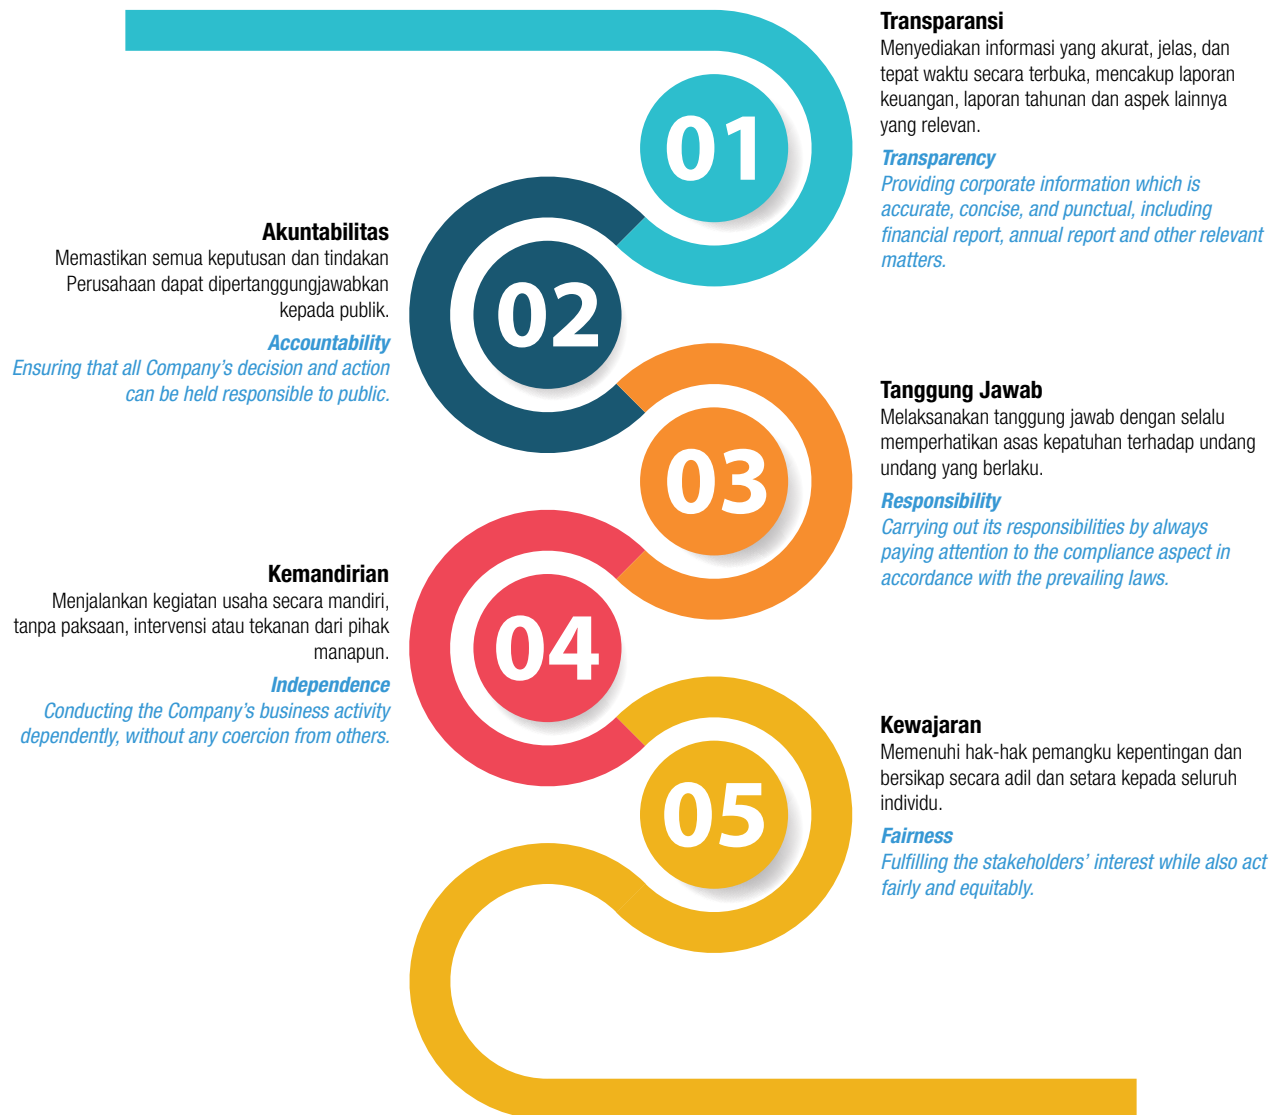 01
Transparansi
Menyediakan informasi yang akurat, jelas, dan
tepat waktu secara terbuka, mencakup laporan
keuangan, laporan tahunan dan aspek lainnya
yang relevan.
Transparency
Providing corporate information which is
accurate, concise, and punctual, including
financial report, annual report and other relevant
matters.
02
Akuntabilitas
Memastikan semua keputusan dan tindakan
Perusahaan dapat dipertanggungjawabkan
kepada publik.
Accountability
Ensuring that all Company’s decision and action
can be held responsible to public.
03
Tanggung Jawab
Melaksanakan tanggung jawab dengan selalu
memperhatikan asas kepatuhan terhadap undang
undang yang berlaku.
Responsibility
Carrying out its responsibilities by always
paying attention to the compliance aspect in
accordance with the prevailing laws.
04
Kemandirian
Menjalankan kegiatan usaha secara mandiri,
tanpa paksaan, intervensi atau tekanan dari pihak
manapun.
Independence
Conducting the Company’s business activity
dependently, without any coercion from others.
05
Kewajaran
Memenuhi hak-hak pemangku kepentingan dan
bersikap secara adil dan setara kepada seluruh
individu.
Fairness
Fulfilling the stakeholders’ interest while also act
fairly and equitably.